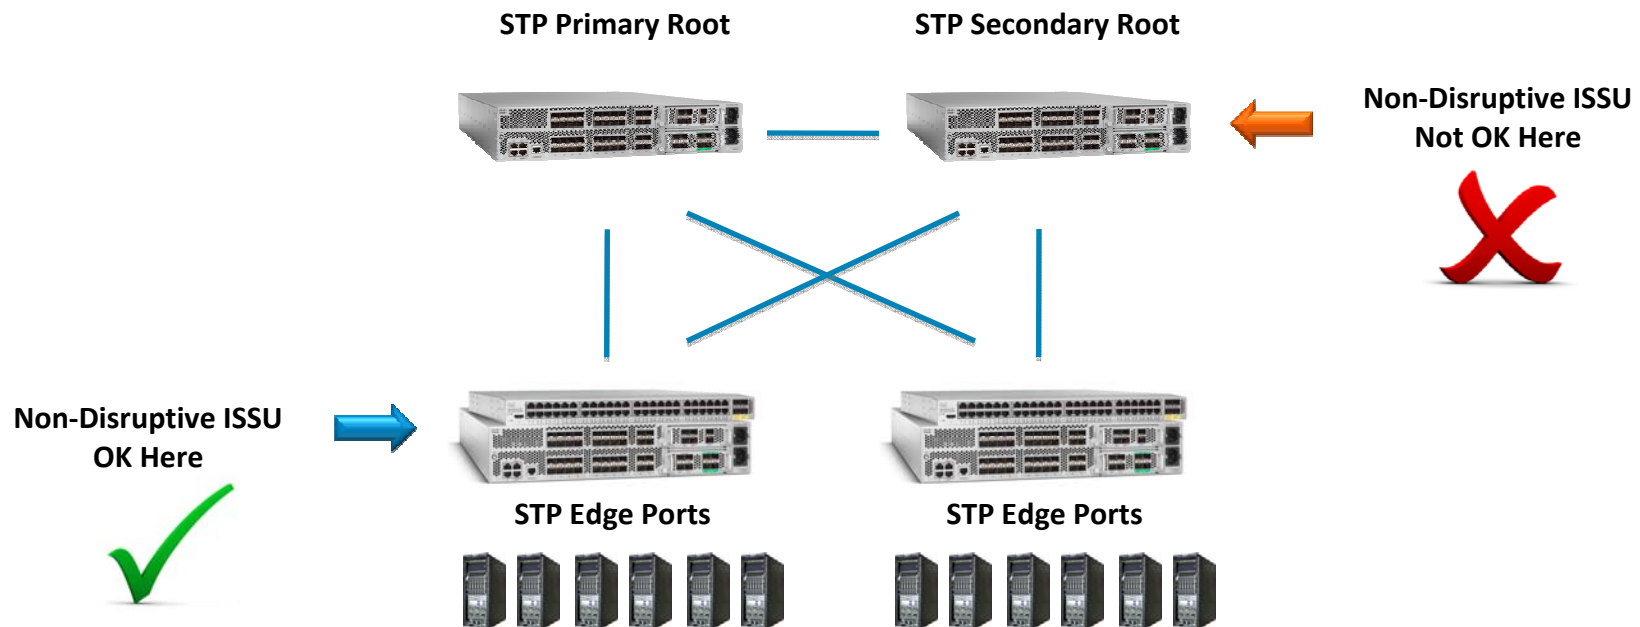 STP Primary Root
STP Secondary Root
Non-Disruptive ISSU
Not OK Here
Non-Disruptive ISSU
OK Here
STP Edge Ports
STP Edge Ports